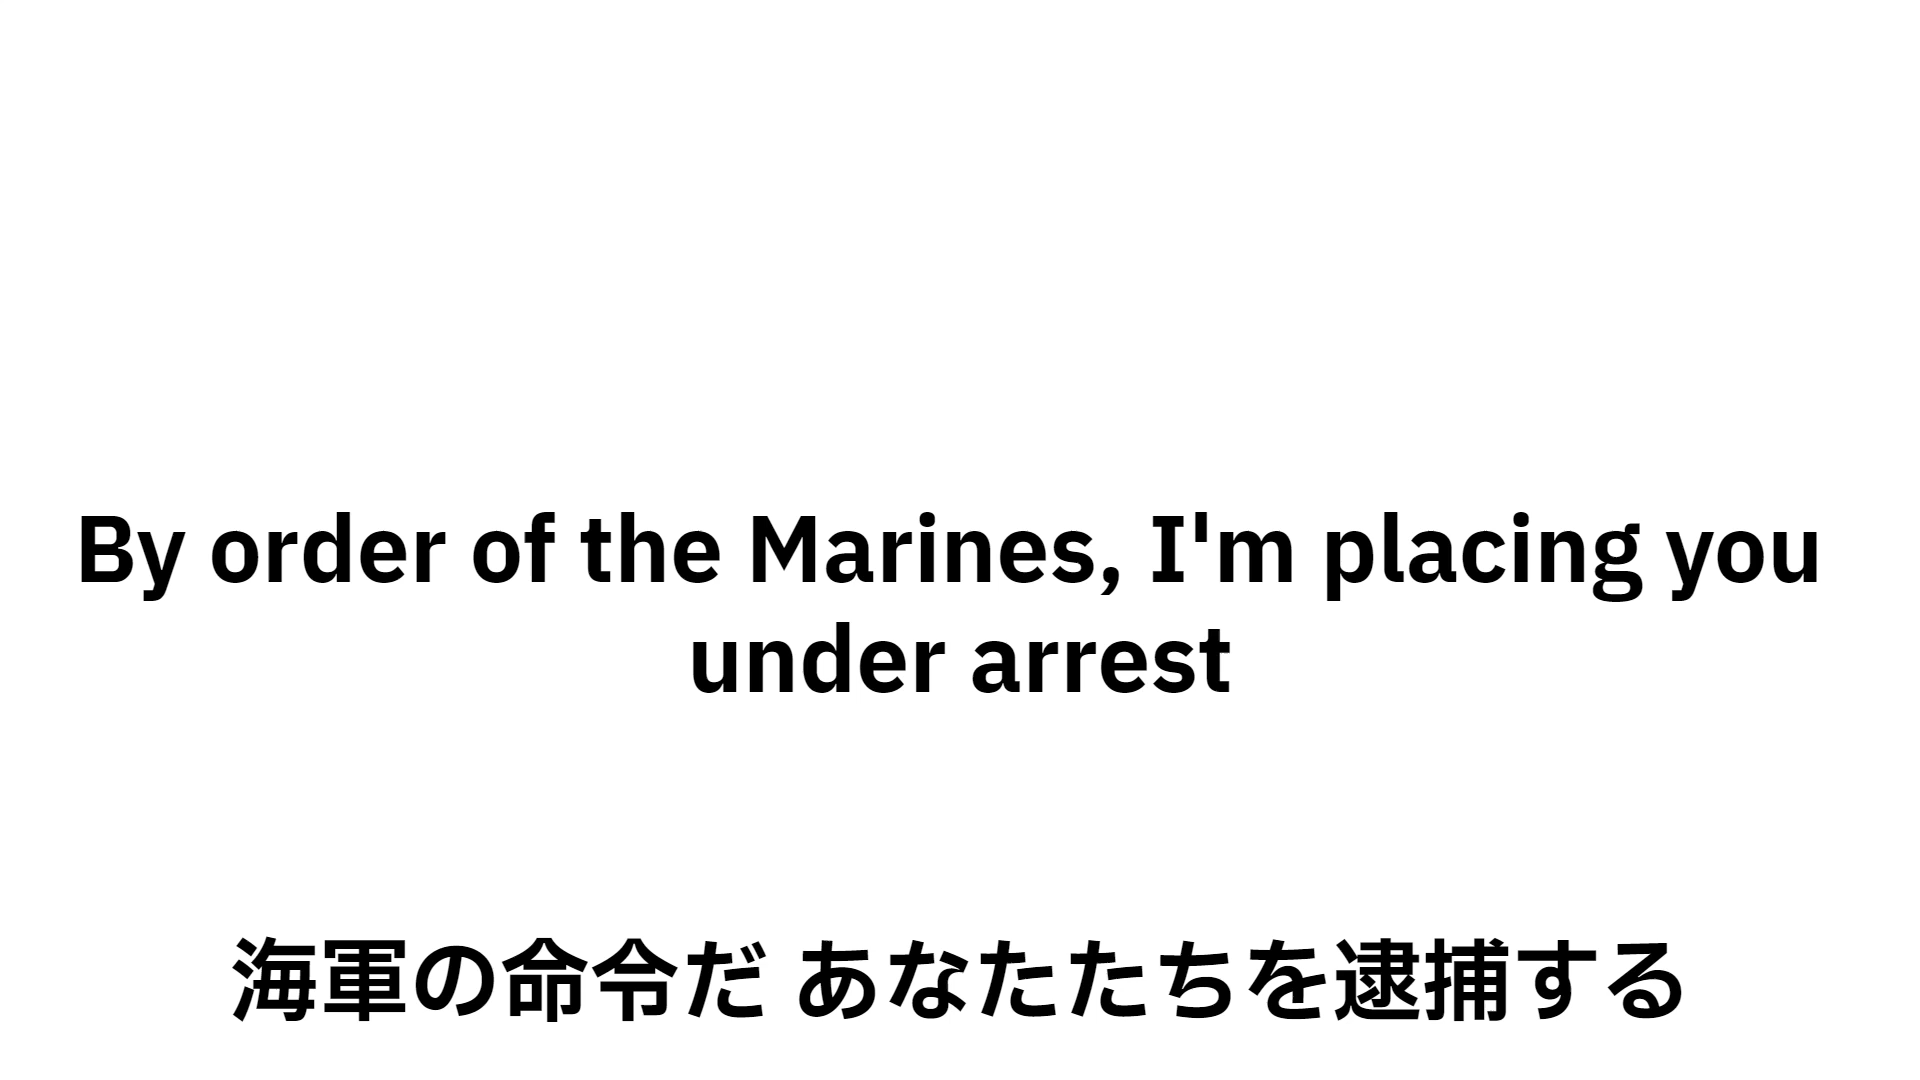 By order of the Marines, I'm placing you
under arrest
海軍の命令だ あなたたちを逮捕する